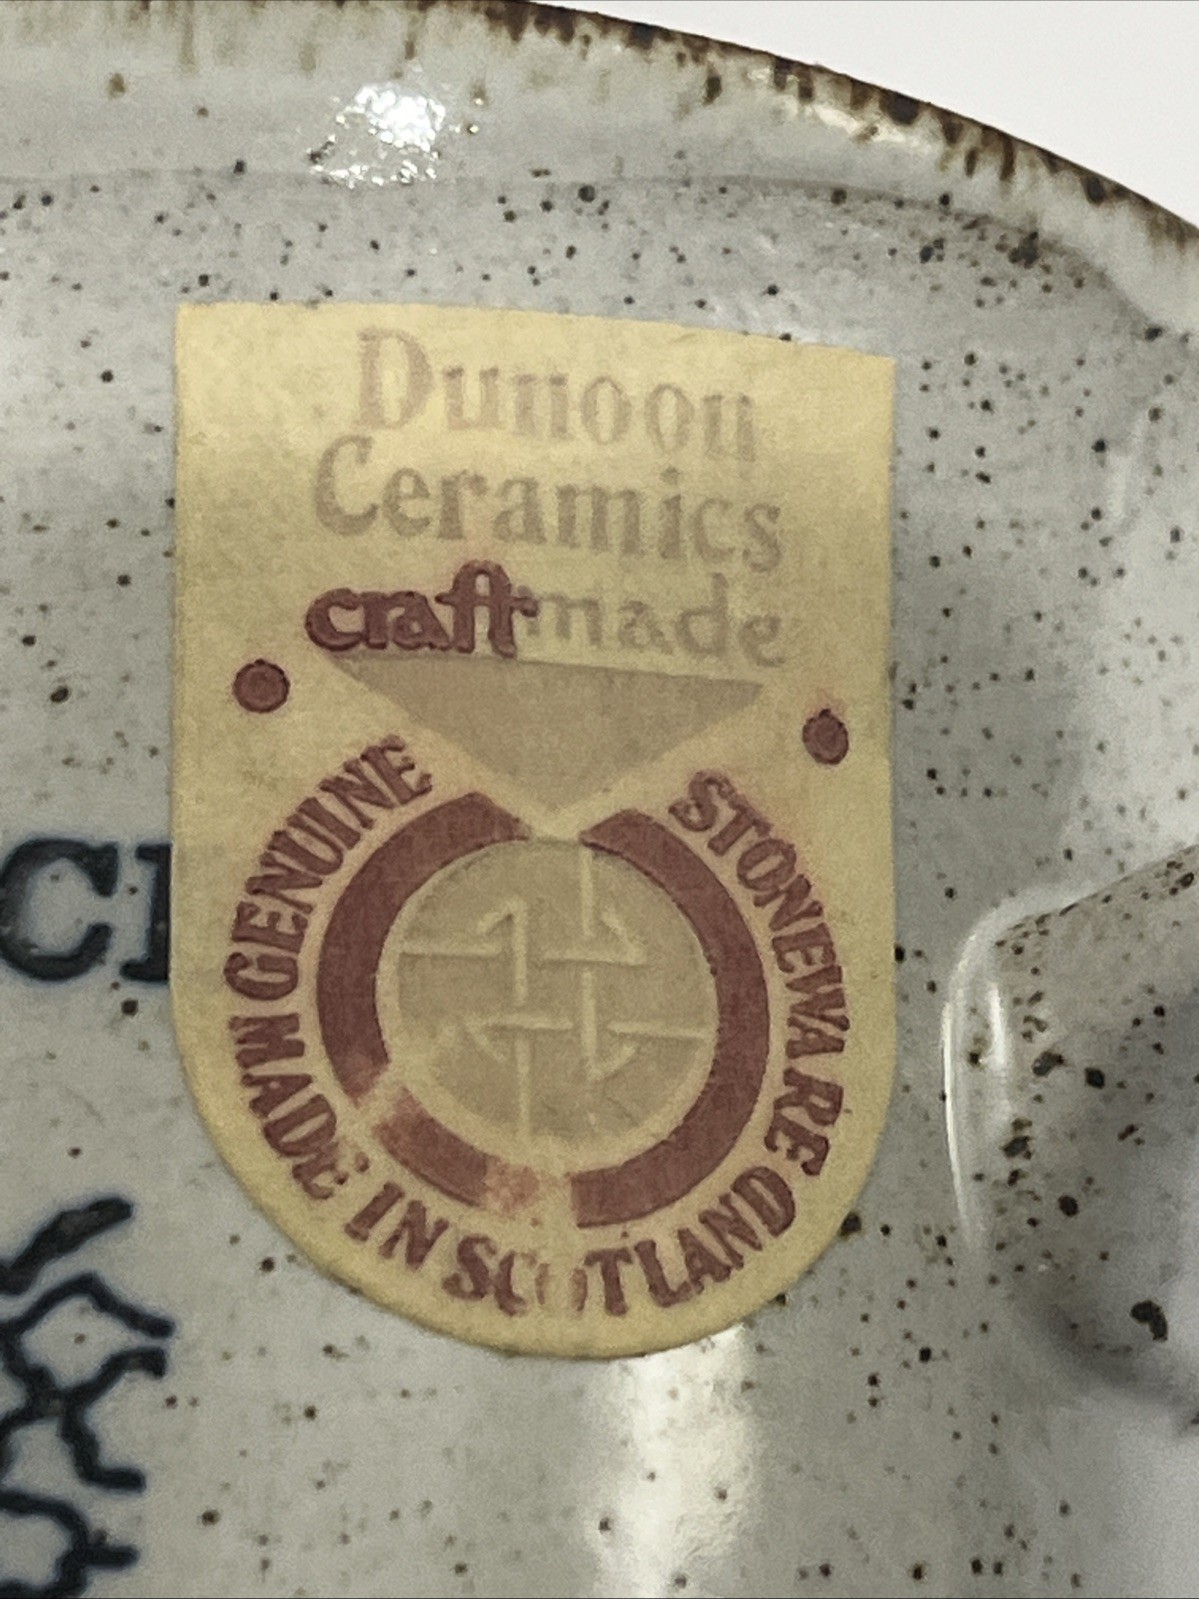 Dunoon
Ceramics
craftmade
GENUINE STONEWARE
MADE IN SCOTLAND